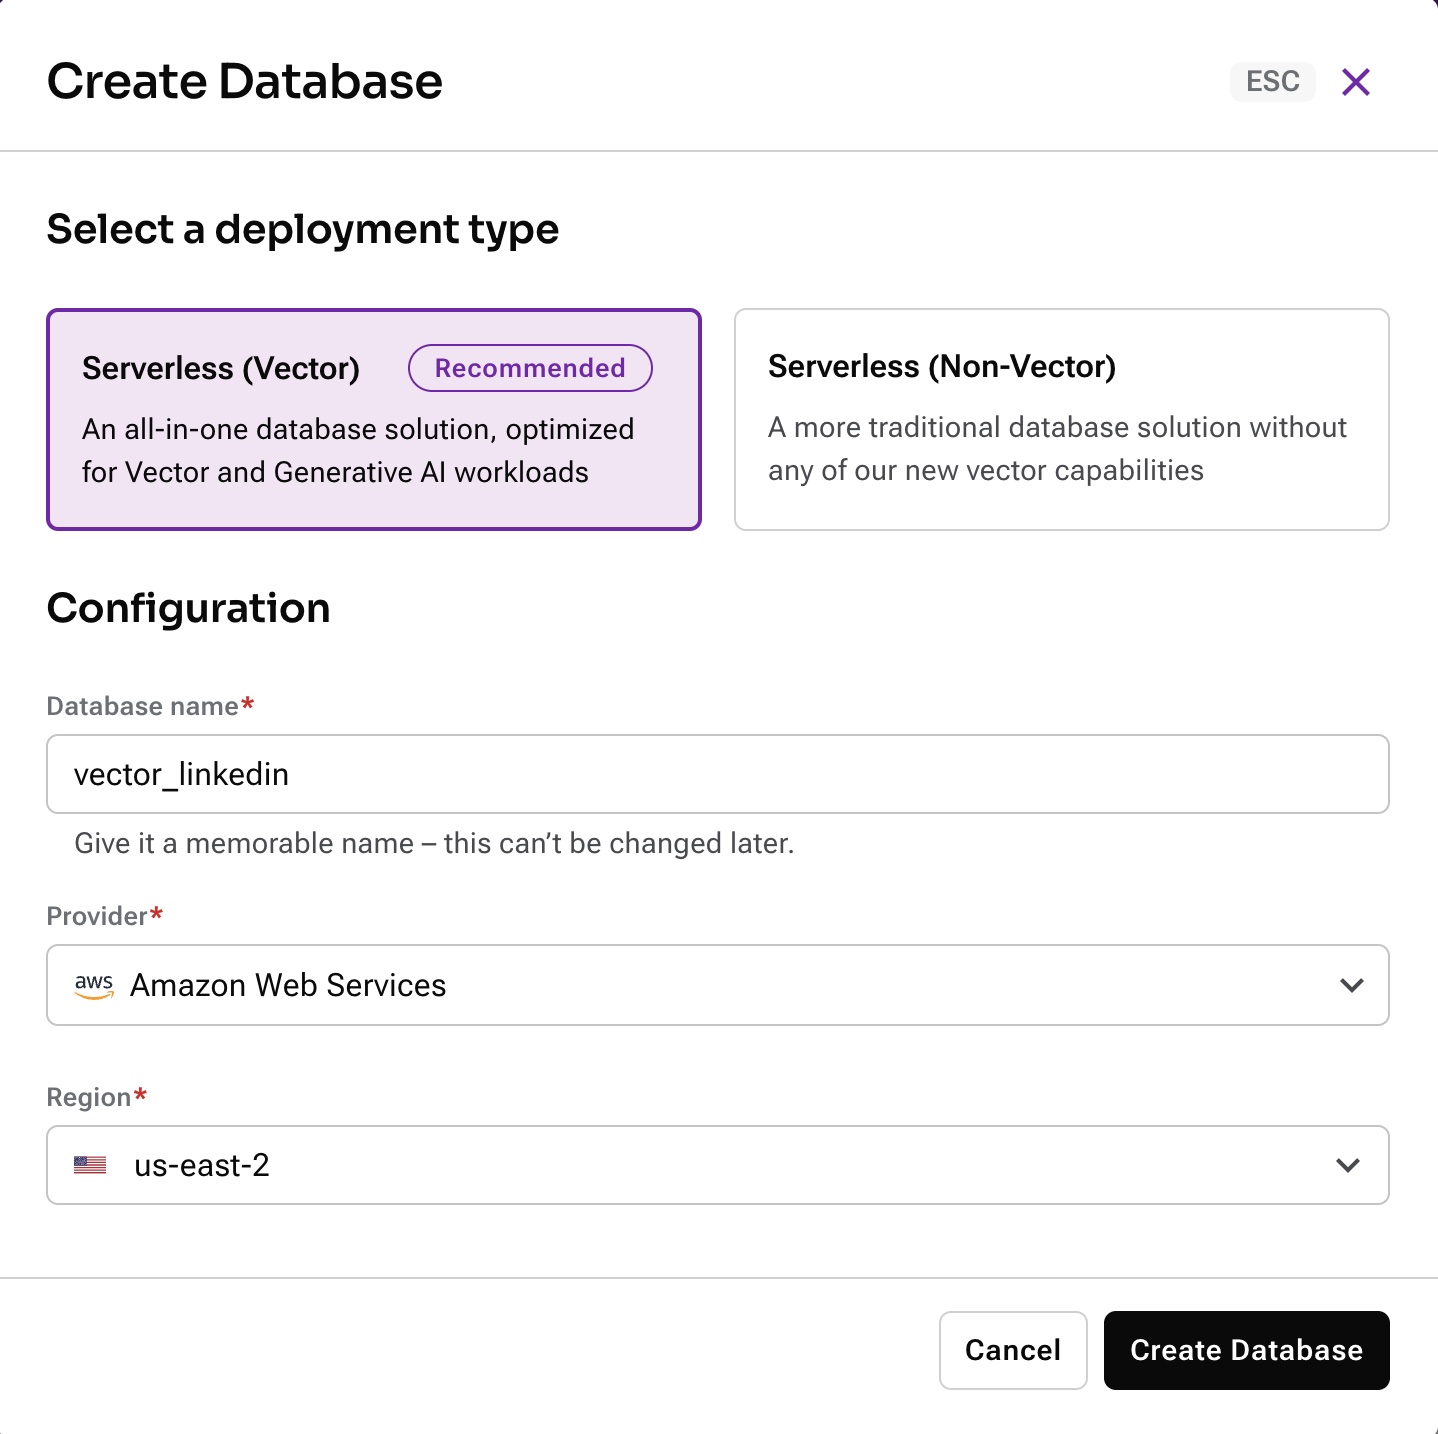 Create Database
ESC
Select a deployment type
Serverless (Vector)
Recommended
An all-in-one database solution, optimized
for Vector and Generative AI workloads
Serverless (Non-Vector)
A more traditional database solution without
any of our new vector capabilities
Configuration
Database name*
vector_linkedin
Give it a memorable name – this can’t be changed later.
Provider*
aws Amazon Web Services
Region*
us-east-2
Cancel
Create Database